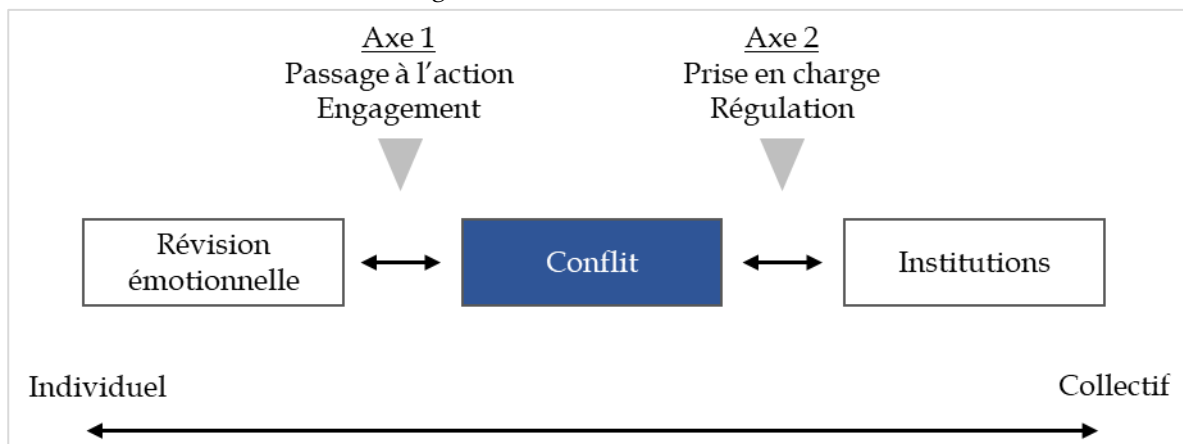 Axe 1
Passage à l'action
Engagement
Axe 2
Prise en charge
Régulation
Révision
émotionnelle
Conflit
Institutions
Individuel
Collectif